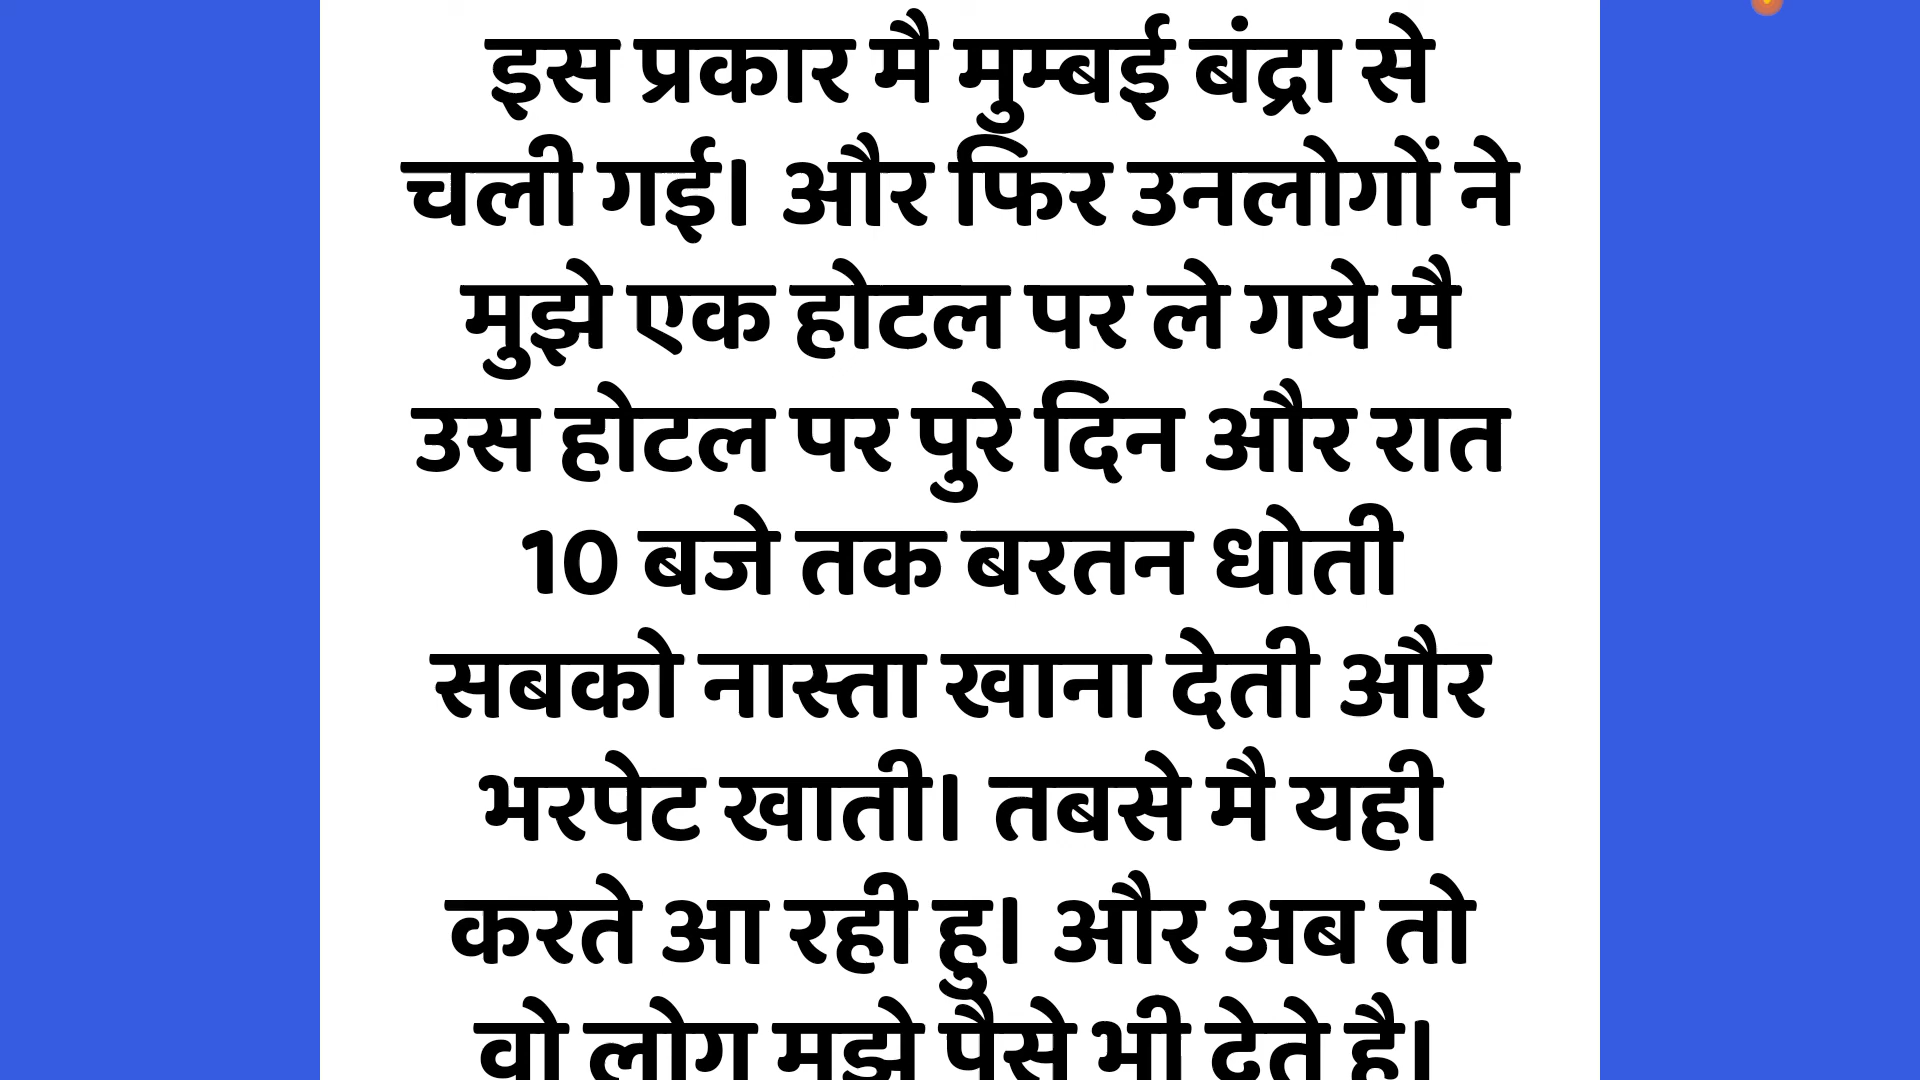 इस प्रकार मै मुम्बई बंद्रा से
चली गई। और फिर उनलोगों ने
मुझे एक होटल पर ले गये मै
उस होटल पर पुरे दिन और रात
10 बजे तक बरतन धोती
सबको नास्ता खाना देती और
भरपेट खाती। तबसे मै यही
करते आ रही हु। और अब तो
वो लोग मुझे पैसे भी देते है।